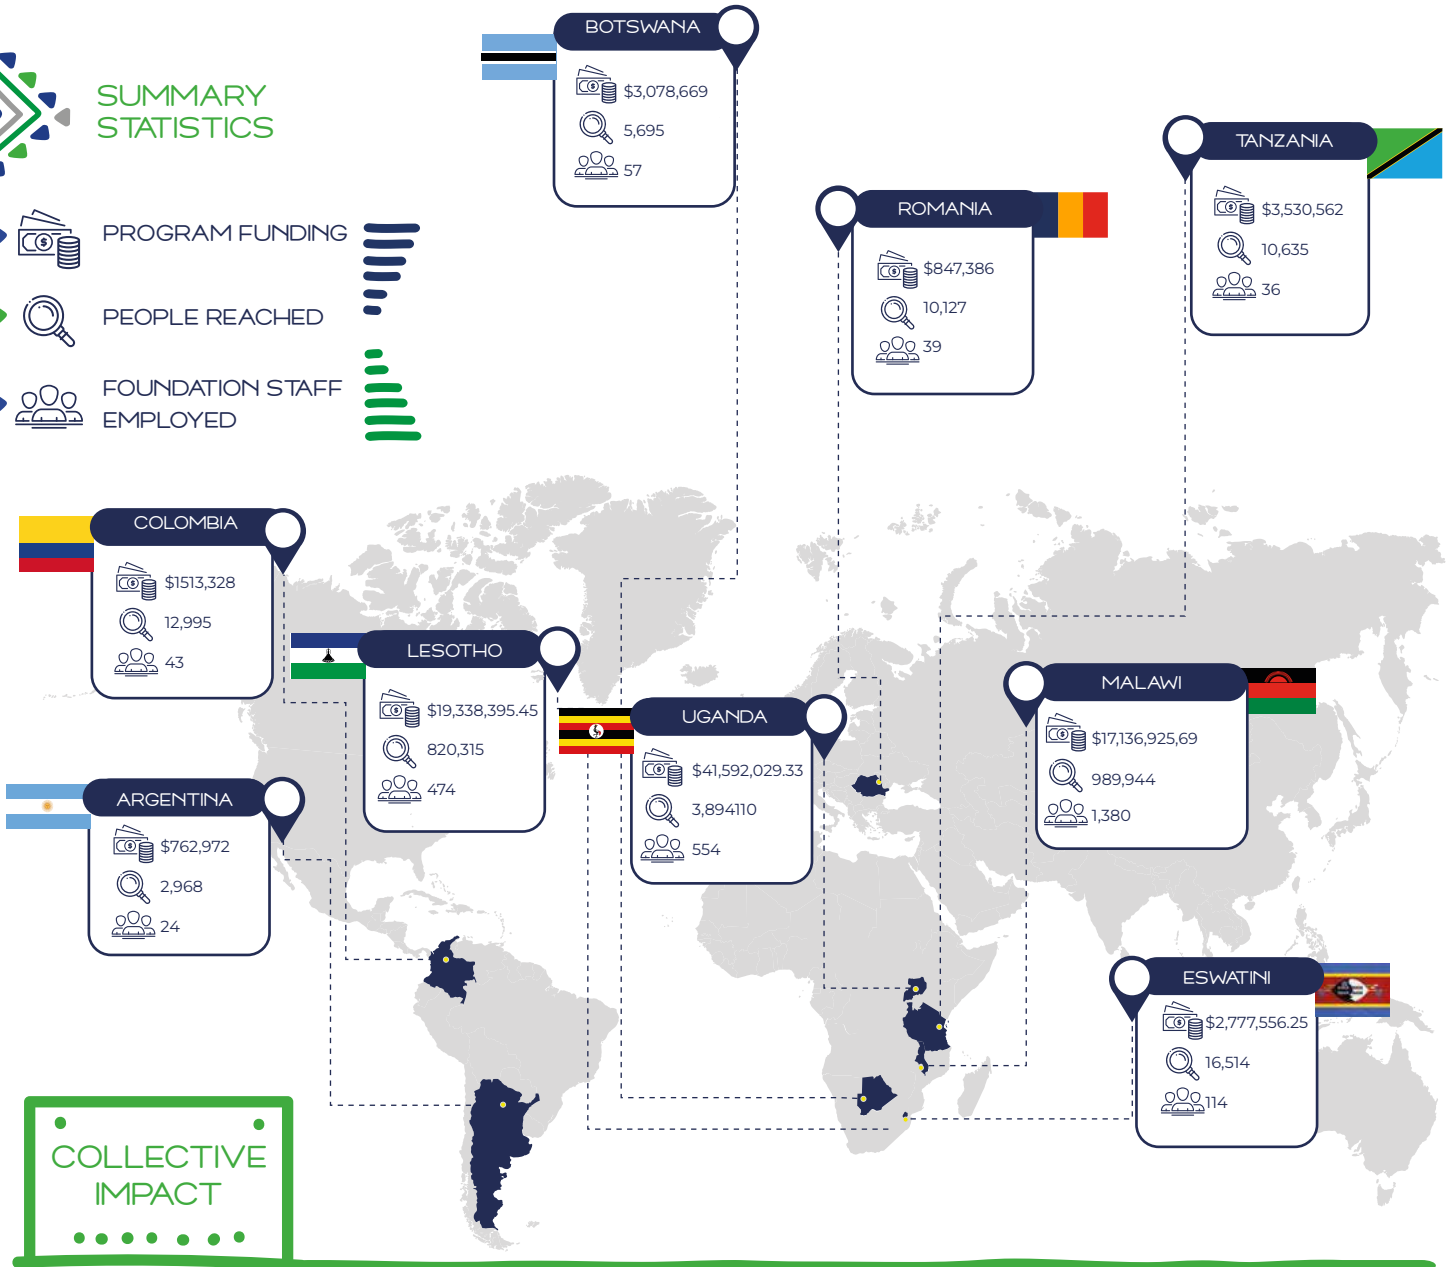 SUMMARY
STATISTICS
PROGRAM FUNDING
PEOPLE REACHED
FOUNDATION STAFF
EMPLOYED
BOTSWANA
$3,078,669
5,695
57
TANZANIA
$3,530,562
10,635
36
ROMANIA
$847,386
10,127
39
COLOMBIA
$1513,328
12,995
43
LESOTHO
$19,338,395.45
820,315
474
UGANDA
$41,592,029.33
3,894110
554
MALAWI
$17,136,925,69
989,944
1,380
ARGENTINA
$762,972
2,968
24
ESWATINI
$2,777,556.25
16,514
114
COLLECTIVE
IMPACT